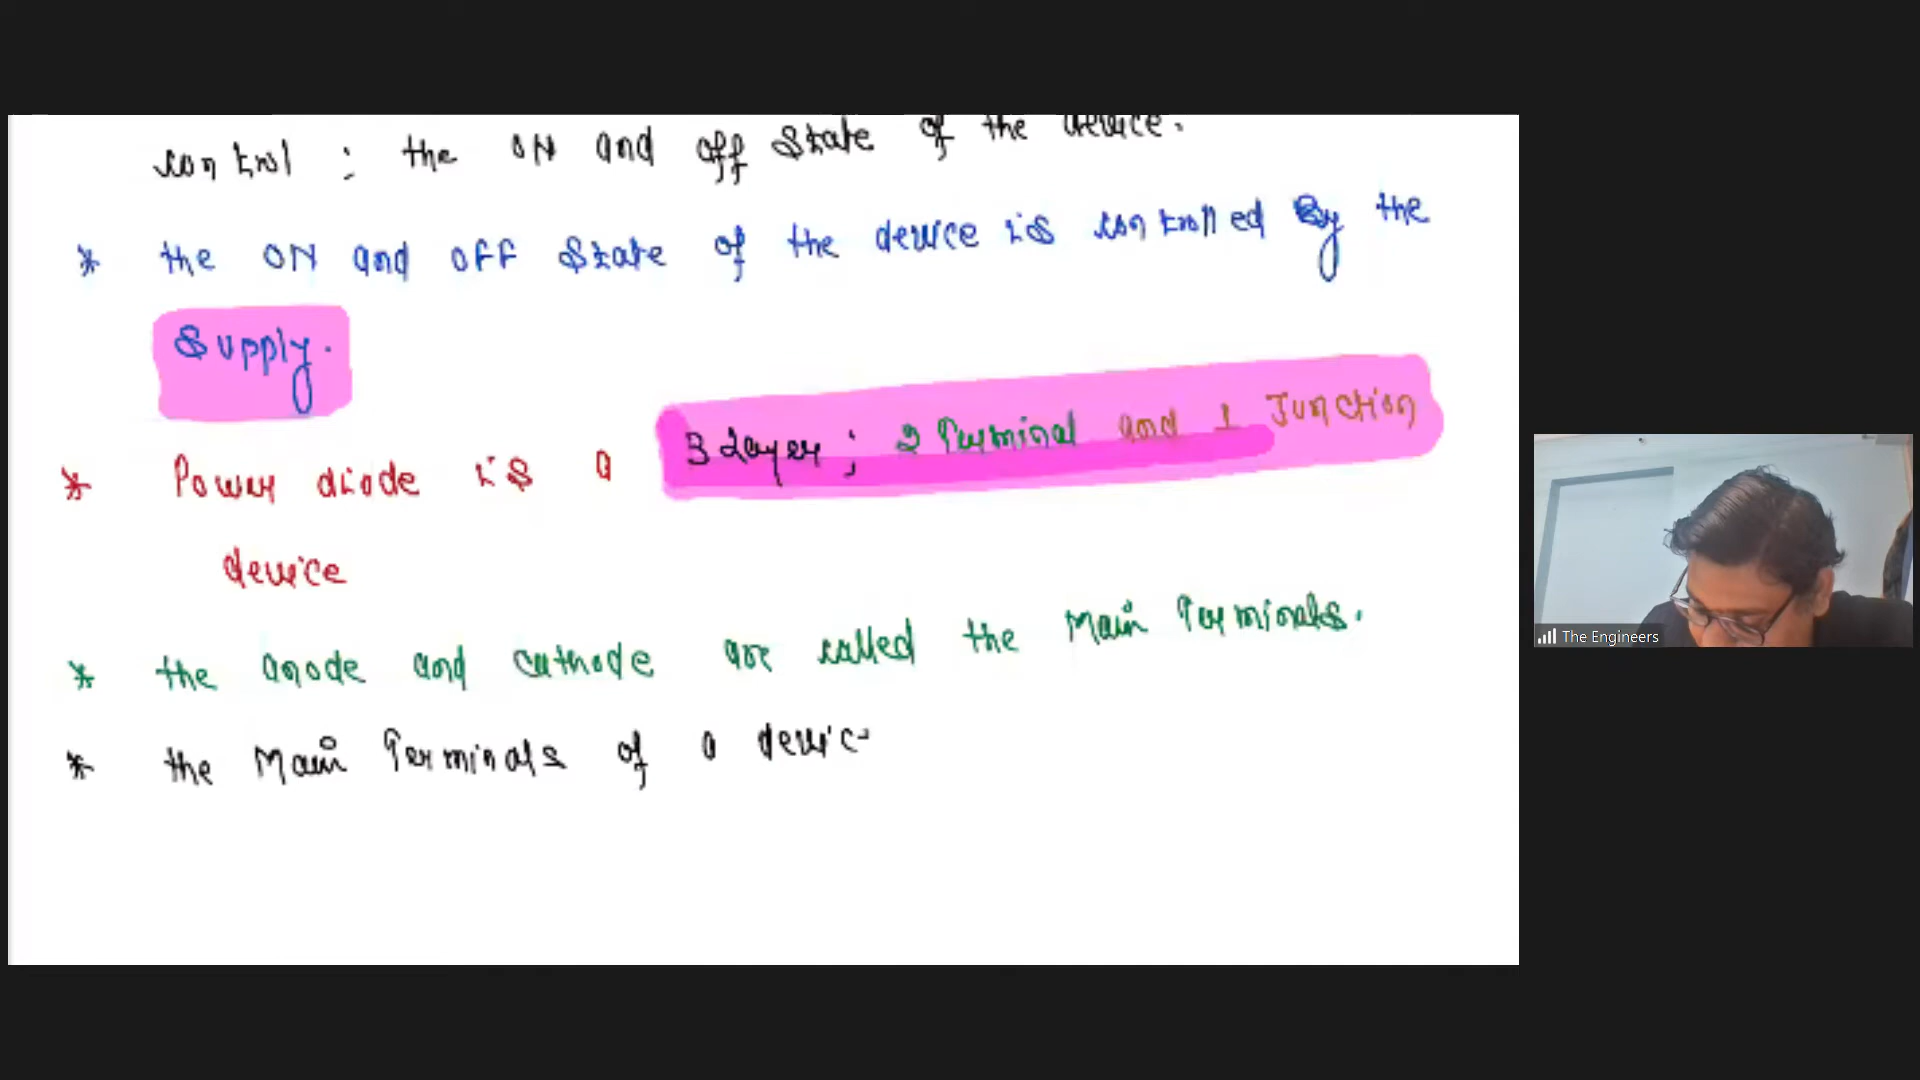 control : the ON and off state of the device.
* the ON and OFF state of the device is controlled by the
supply.
* Power diode is a 3 Layer ; 2 Terminal and 1 Junction
device
* the anode and cathode are called the Main Terminals.
* the Main Terminals of a devic
The Engineers